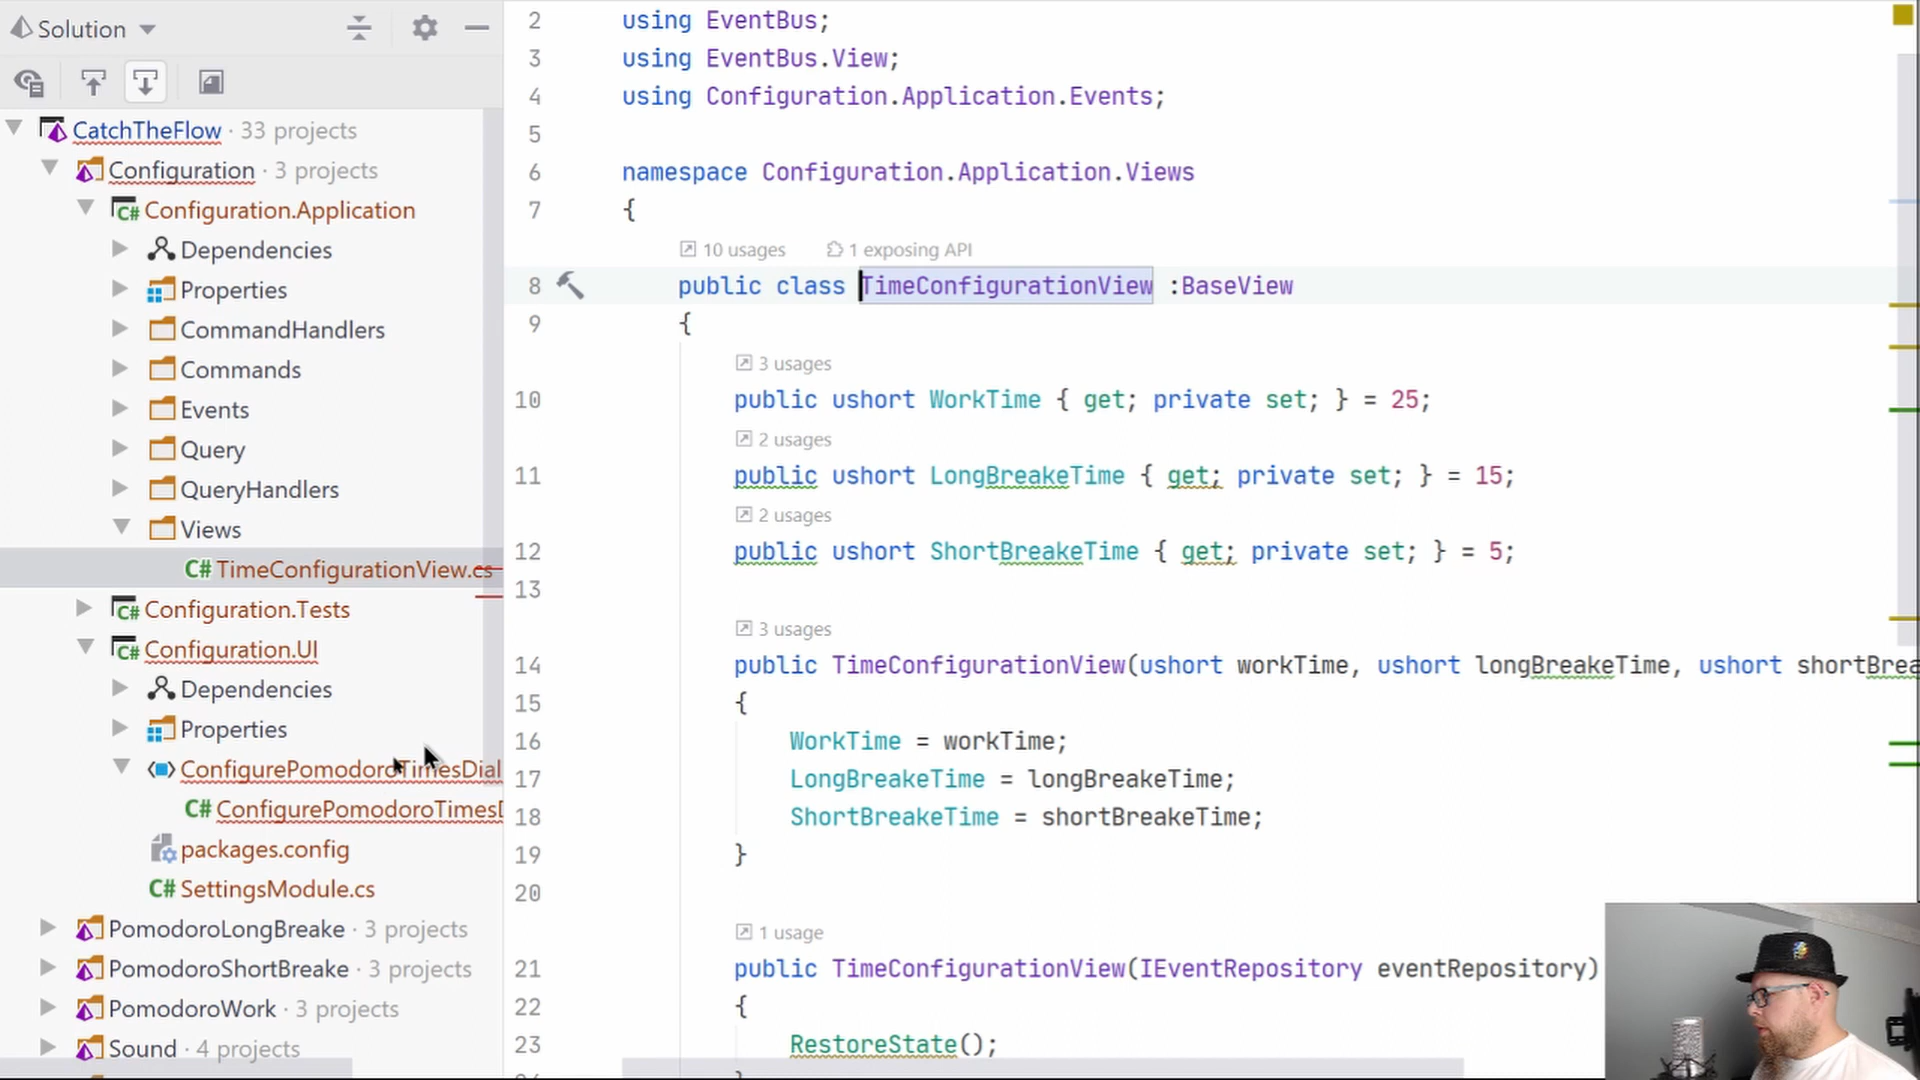 Solution
CatchTheFlow · 33 projects
Configuration · 3 projects
Configuration.Application
Dependencies
Properties
CommandHandlers
Commands
Events
Query
QueryHandlers
Views
C# TimeConfigurationView.cs
Configuration.Tests
Configuration.UI
Dependencies
Properties
ConfigurePomodoroTimesDial
C# ConfigurePomodoroTimesD
packages.config
C# SettingsModule.cs
PomodoroLongBreake · 3 projects
PomodoroShortBreake · 3 projects
PomodoroWork · 3 projects
Sound · 4 projects
2 using EventBus;
3 using EventBus.View;
4 using Configuration.Application.Events;
5
6 namespace Configuration.Application.Views
7 {
10 usages 1 exposing API
8 public class TimeConfigurationView :BaseView
9 {
3 usages
10 public ushort WorkTime { get; private set; } = 25;
2 usages
11 public ushort LongBreakeTime { get; private set; } = 15;
2 usages
12 public ushort ShortBreakeTime { get; private set; } = 5;
13
3 usages
14 public TimeConfigurationView(ushort workTime, ushort longBreakeTime, ushort shortBrea
15 {
16 WorkTime = workTime;
17 LongBreakeTime = longBreakeTime;
18 ShortBreakeTime = shortBreakeTime;
19 }
20
1 usage
21 public TimeConfigurationView(IEventRepository eventRepository)
22 {
23 RestoreState();